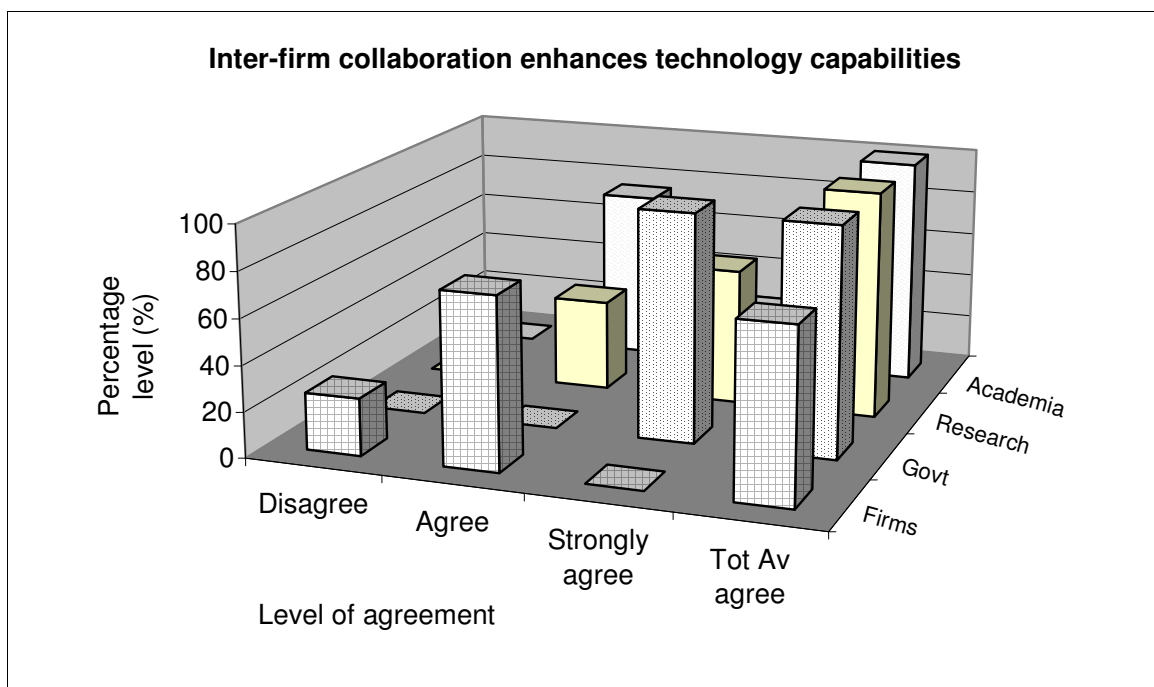 Inter-firm collaboration enhances technology capabilities
100
80
60
40
20
0
Percentage
level (%)
Disagree
Agree
Strongly
agree
Tot Av
agree
Firms
Govt
Research
Academia
Level of agreement